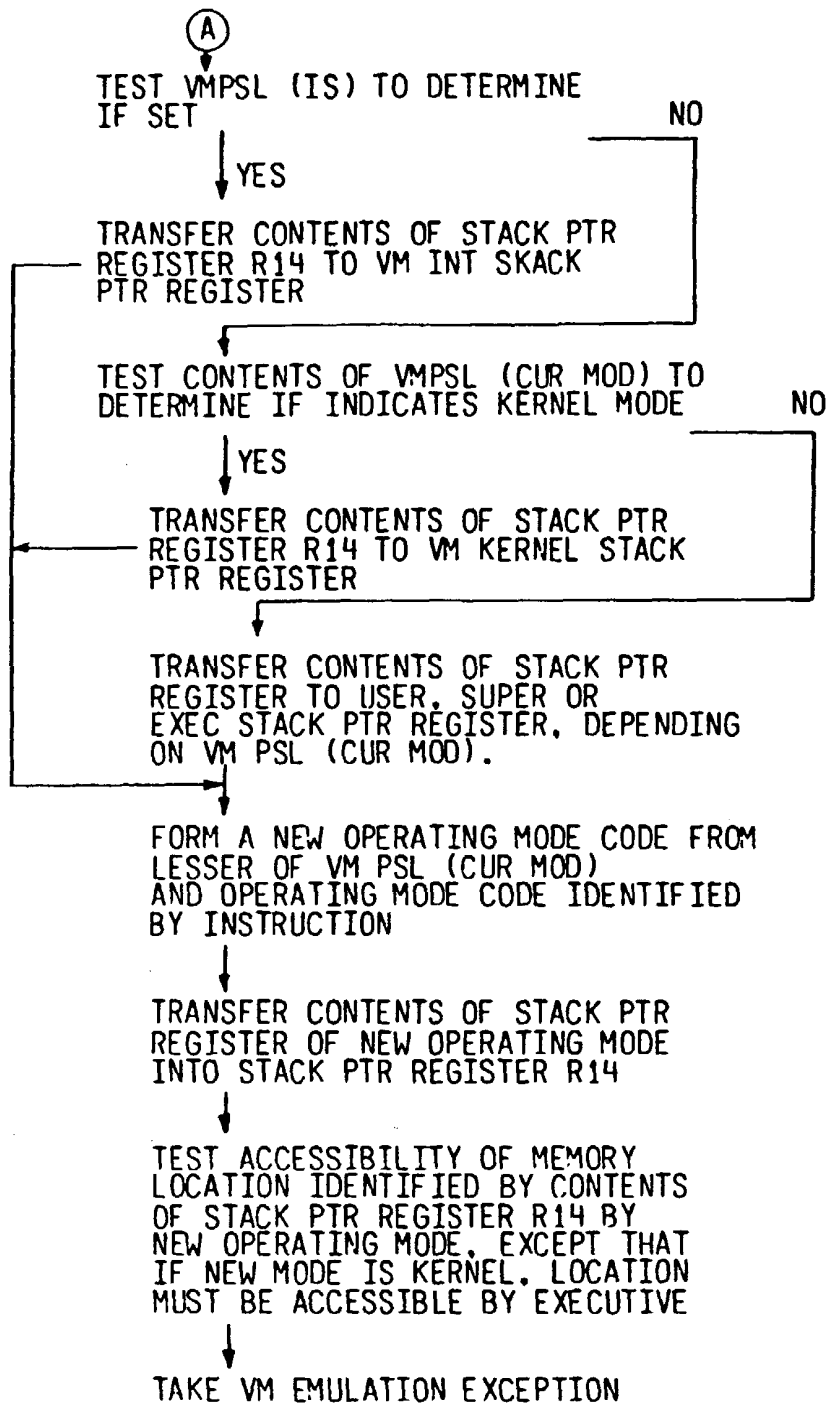 A
TEST VMPSL (IS) TO DETERMINE
IF SET
NO
YES
TRANSFER CONTENTS OF STACK PTR
REGISTER R14 TO VM INT SKACK
PTR REGISTER
TEST CONTENTS OF VMPSL (CUR MOD) TO
DETERMINE IF INDICATES KERNEL MODE
NO
YES
TRANSFER CONTENTS OF STACK PTR
REGISTER R14 TO VM KERNEL STACK
PTR REGISTER
TRANSFER CONTENTS OF STACK PTR
REGISTER TO USER, SUPER OR
EXEC STACK PTR REGISTER, DEPENDING
ON VM PSL (CUR MOD).
FORM A NEW OPERATING MODE CODE FROM
LESSER OF VM PSL (CUR MOD)
AND OPERATING MODE CODE IDENTIFIED
BY INSTRUCTION
TRANSFER CONTENTS OF STACK PTR
REGISTER OF NEW OPERATING MODE
INTO STACK PTR REGISTER R14
TEST ACCESSIBILITY OF MEMORY
LOCATION IDENTIFIED BY CONTENTS
OF STACK PTR REGISTER R14 BY
NEW OPERATING MODE, EXCEPT THAT
IF NEW MODE IS KERNEL, LOCATION
MUST BE ACCESSIBLE BY EXECUTIVE
TAKE VM EMULATION EXCEPTION